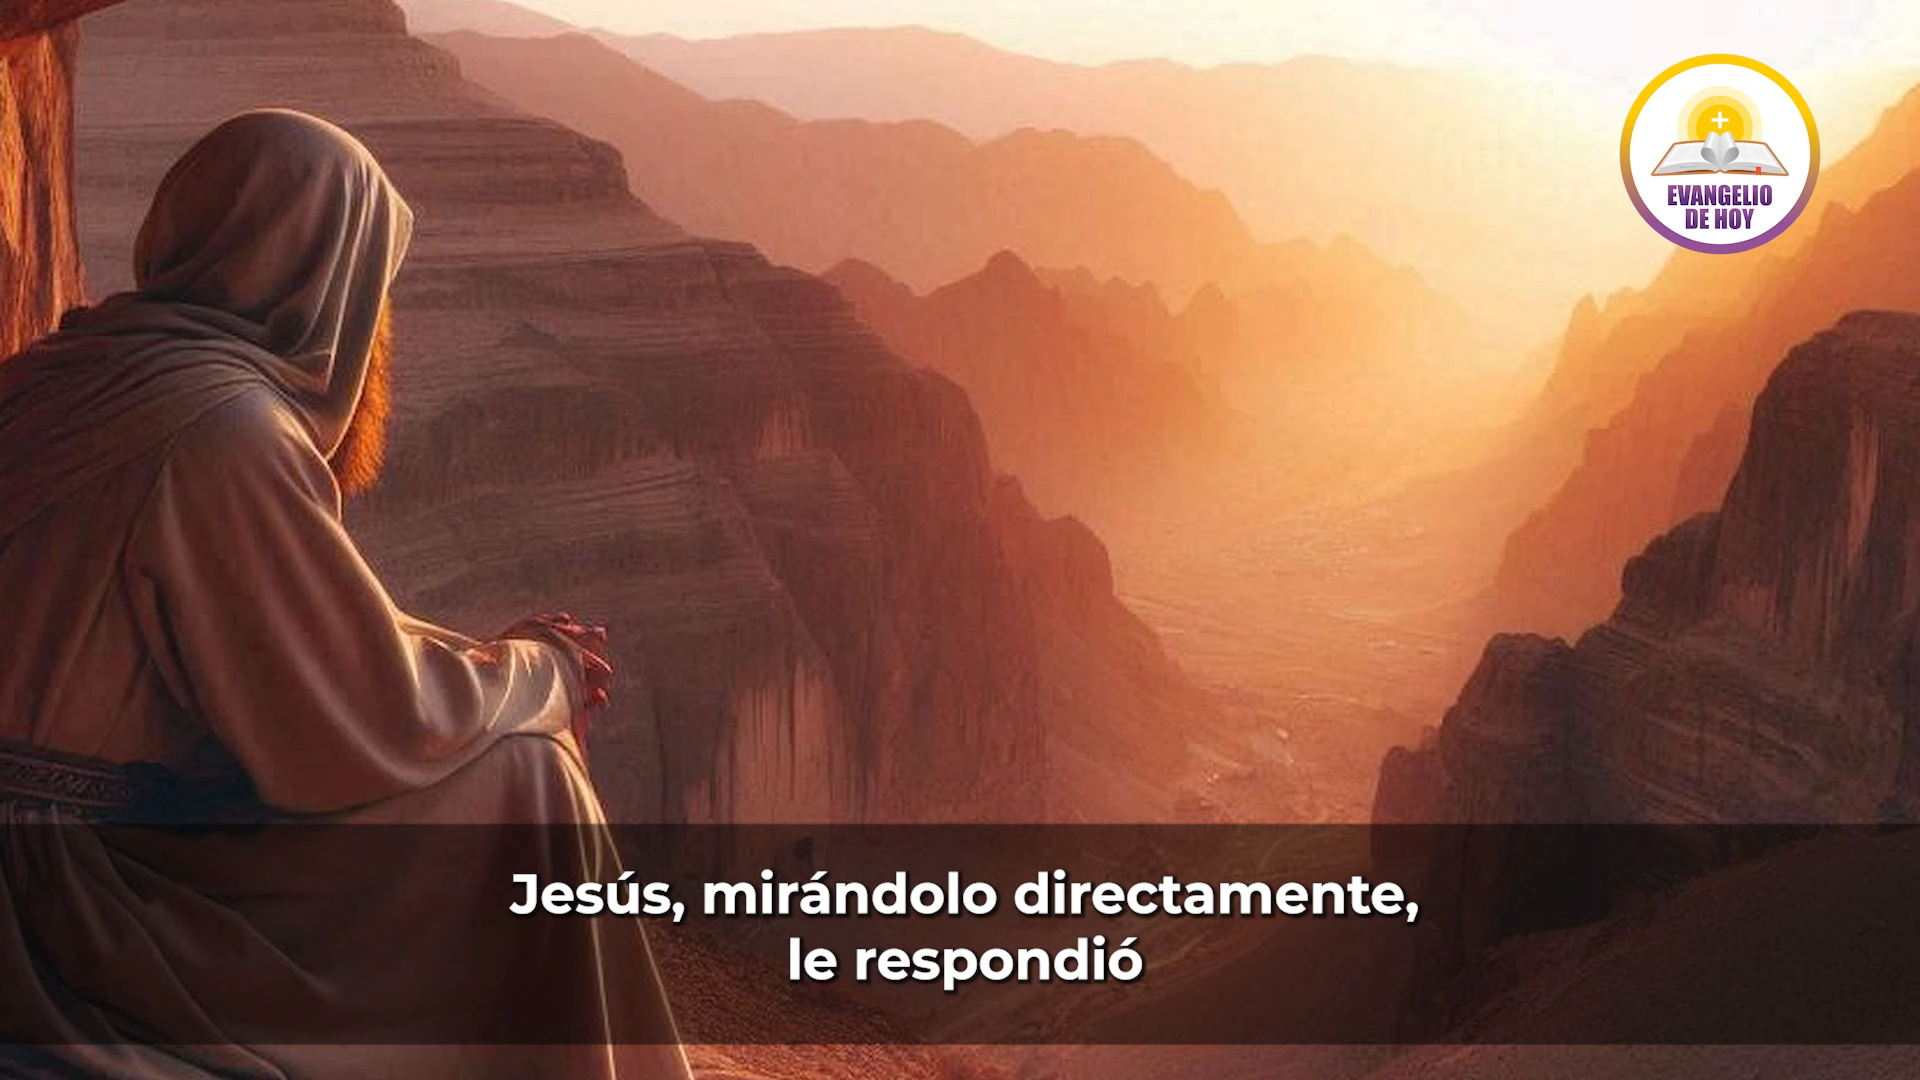 EVANGELIO
DE HOY
Jesús, mirándolo directamente,
le respondió